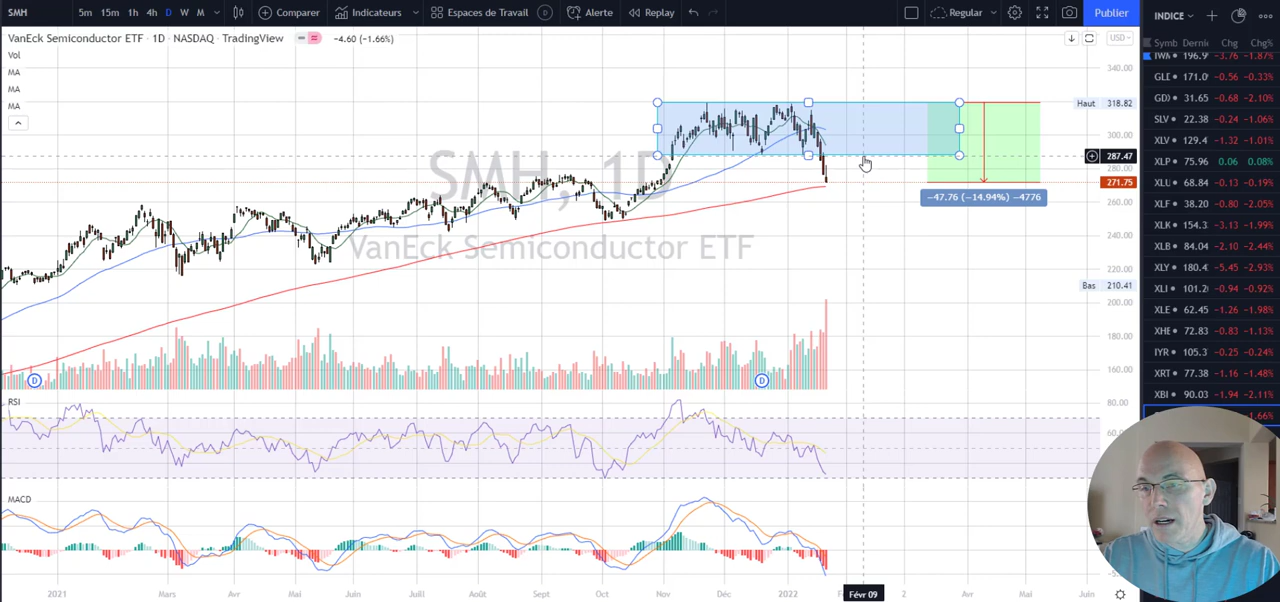 SMH 5m 15m 1h 4h D W M Comparer Indicateurs Espaces de Travail D Alerte Replay Regular Publier INDICE
VanEck Semiconductor ETF · 1D · NASDAQ · TradingView −4.60 (−1.66%) USD Symb Dernie Chg Chg%
Vol
MA
MA
MA
SMH, 1D
VanEck Semiconductor ETF
−47.76 (−14.94%) −4776
340.00
Haut 318.82
300.00
287.47
280.00
271.75
260.00
240.00
Bas 210.41
220.00
200.00
180.00
160.00
D D
RSI
80.00
60.00
MACD
2021 Mars Avr Mai Juin Juil Août Sept Oct Nov Déc 2022 Févr 09 2 Avr Mai Juin
IWM 196.9 −3.76 −1.87%
GLD 171.0 −0.56 −0.33%
GDX 31.65 −0.68 −2.10%
SLV 22.38 −0.24 −1.06%
XLV 129.4 −1.32 −1.01%
XLP 75.96 0.06 0.08%
XLU 68.84 −0.13 −0.19%
XLF 38.20 −0.80 −2.05%
XLK 154.3 −3.13 −1.99%
XLB 84.04 −2.10 −2.44%
XLY 180.4 −5.45 −2.93%
XLI 101.2 −0.94 −0.92%
XLE 62.45 −1.26 −1.98%
XHB 72.83 −0.83 −1.13%
IYR 105.3 −0.25 −0.24%
XRT 77.38 −1.16 −1.48%
XBI 90.03 −1.94 −2.11%
1.66%